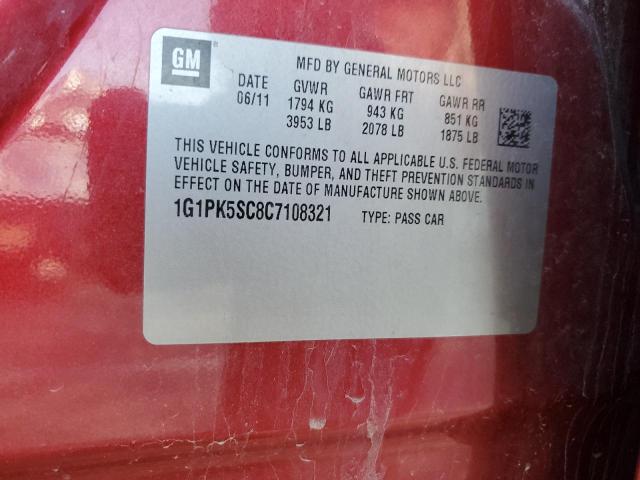 GM
MFD BY GENERAL MOTORS LLC
DATE GVWR GAWR FRT GAWR RR
06/11 1794 KG 943 KG 851 KG
3953 LB 2078 LB 1875 LB
THIS VEHICLE CONFORMS TO ALL APPLICABLE U.S. FEDERAL MOTOR
VEHICLE SAFETY, BUMPER, AND THEFT PREVENTION STANDARDS IN
EFFECT ON THE DATE OF MANUFACTURE SHOWN ABOVE.
1G1PK5SC8C7108321 TYPE: PASS CAR